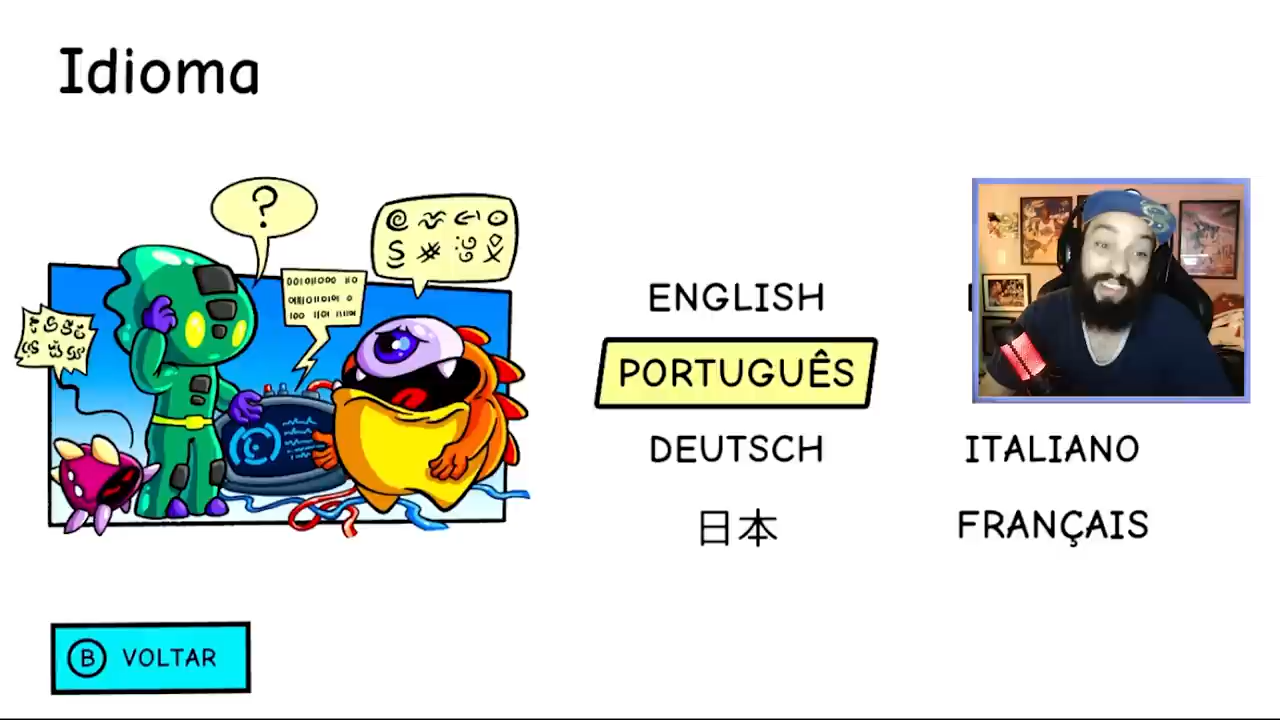 Idioma
?
ENGLISH
PORTUGUÊS
DEUTSCH
ITALIANO
日本
FRANÇAIS
B VOLTAR